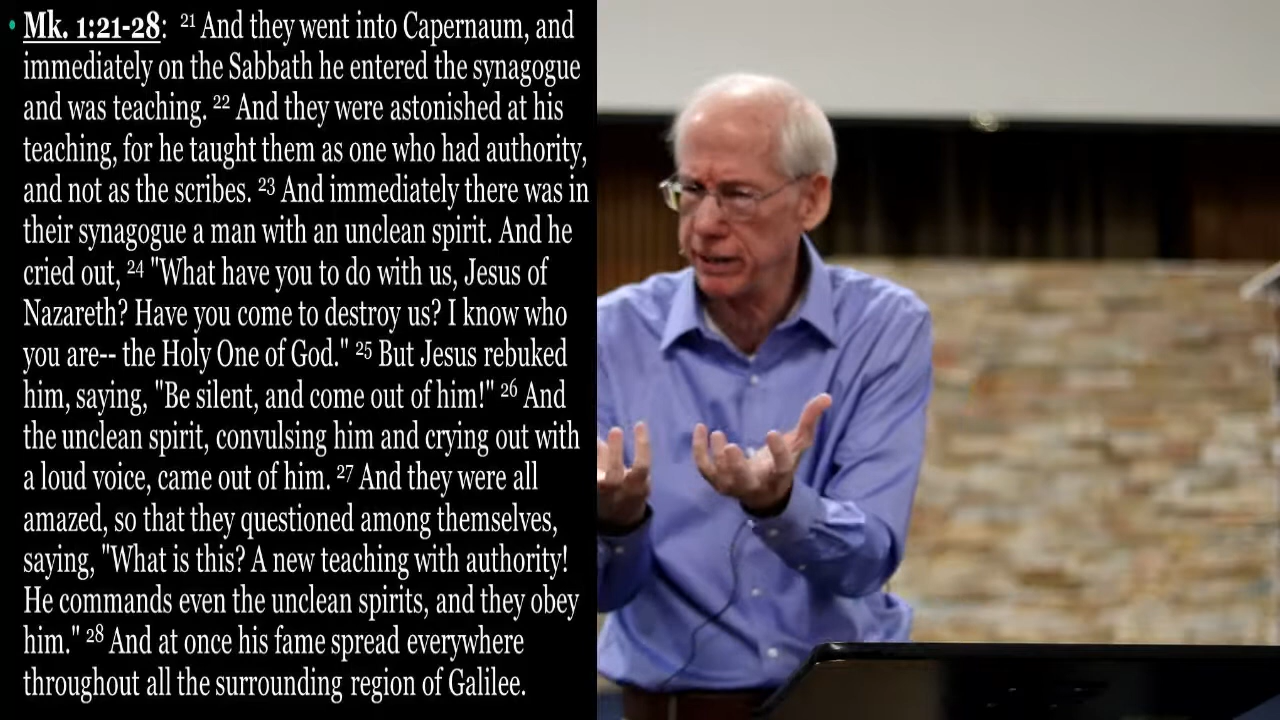 • Mk. 1:21-28: ²¹ And they went into Capernaum, and
immediately on the Sabbath he entered the synagogue
and was teaching. ²² And they were astonished at his
teaching, for he taught them as one who had authority,
and not as the scribes. ²³ And immediately there was in
their synagogue a man with an unclean spirit. And he
cried out, ²⁴ "What have you to do with us, Jesus of
Nazareth? Have you come to destroy us? I know who
you are-- the Holy One of God." ²⁵ But Jesus rebuked
him, saying, "Be silent, and come out of him!" ²⁶ And
the unclean spirit, convulsing him and crying out with
a loud voice, came out of him. ²⁷ And they were all
amazed, so that they questioned among themselves,
saying, "What is this? A new teaching with authority!
He commands even the unclean spirits, and they obey
him." ²⁸ And at once his fame spread everywhere
throughout all the surrounding region of Galilee.